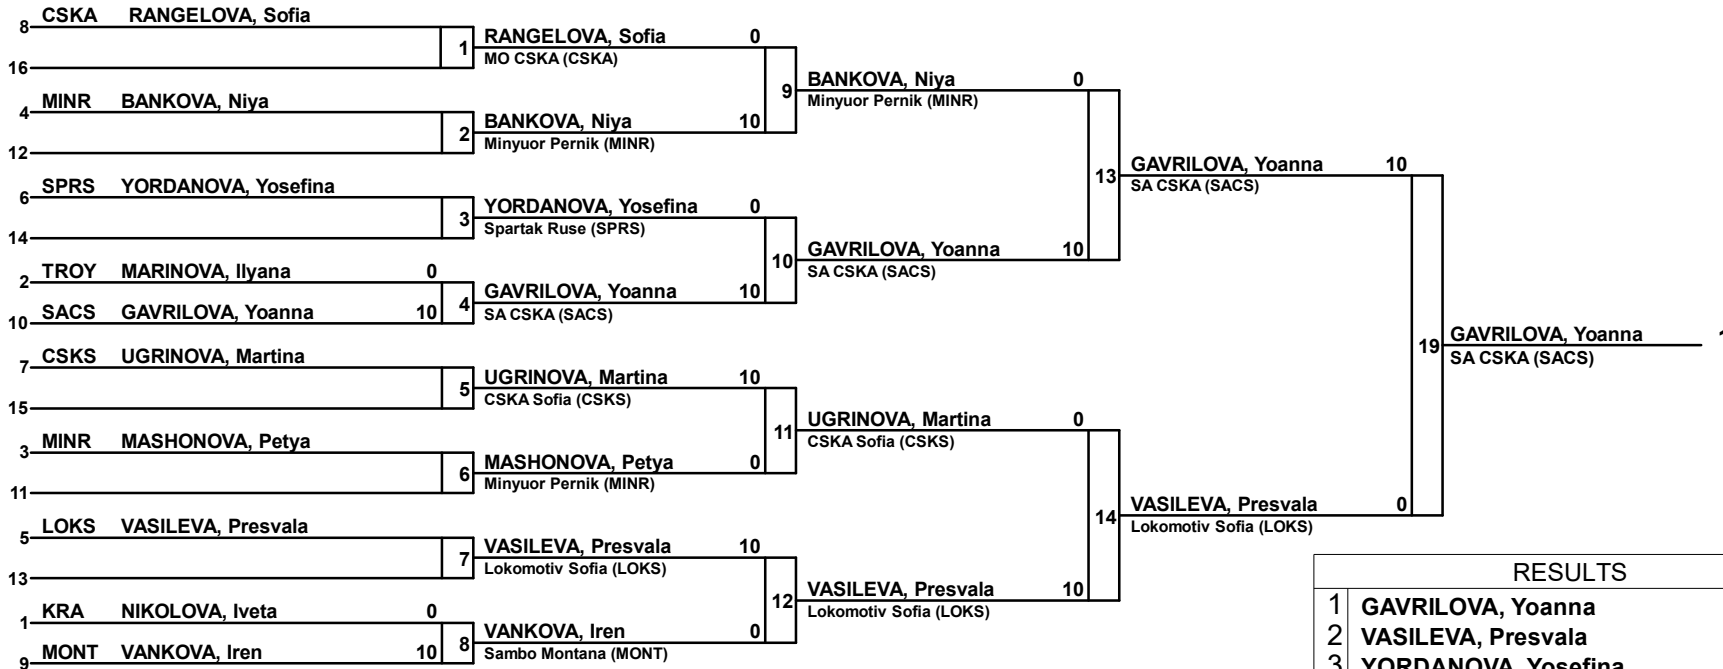 8 CSKA RANGELOVA, Sofia
16
1 RANGELOVA, Sofia 0
MO CSKA (CSKA)
4 MINR BANKOVA, Niya
12
2 BANKOVA, Niya 10
Minyuor Pernik (MINR)
9 BANKOVA, Niya 0
Minyuor Pernik (MINR)
6 SPRS YORDANOVA, Yosefina
14
3 YORDANOVA, Yosefina 0
Spartak Ruse (SPRS)
2 TROY MARINOVA, Ilyana 0
10 SACS GAVRILOVA, Yoanna 10
4 GAVRILOVA, Yoanna 10
SA CSKA (SACS)
10 GAVRILOVA, Yoanna 10
SA CSKA (SACS)
13 GAVRILOVA, Yoanna 10
SA CSKA (SACS)
7 CSKS UGRINOVA, Martina
15
5 UGRINOVA, Martina 10
CSKA Sofia (CSKS)
3 MINR MASHONOVA, Petya
11
6 MASHONOVA, Petya 0
Minyuor Pernik (MINR)
11 UGRINOVA, Martina 0
CSKA Sofia (CSKS)
5 LOKS VASILEVA, Presvala
13
7 VASILEVA, Presvala 10
Lokomotiv Sofia (LOKS)
1 KRA NIKOLOVA, Iveta 0
9 MONT VANKOVA, Iren 10
8 VANKOVA, Iren 0
Sambo Montana (MONT)
12 VASILEVA, Presvala 10
Lokomotiv Sofia (LOKS)
14 VASILEVA, Presvala 0
Lokomotiv Sofia (LOKS)
19 GAVRILOVA, Yoanna
SA CSKA (SACS)
RESULTS
1 GAVRILOVA, Yoanna
2 VASILEVA, Presvala
3 YORDANOVA, Yosefina